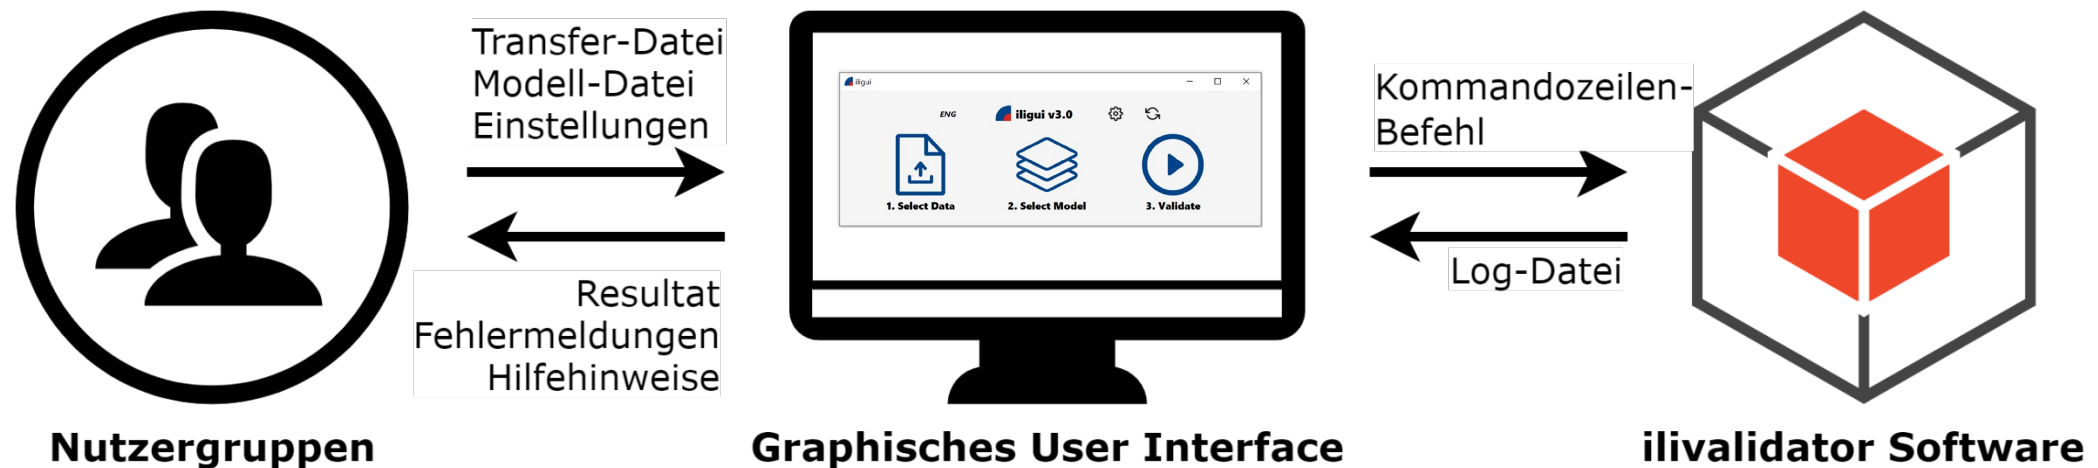 Transfer-Datei
Modell-Datei
Einstellungen
Resultat
Fehlermeldungen
Hilfehinweise
iligui
ENG
iligui v3.0
1. Select Data
2. Select Model
3. Validate
Kommandozeilen-
Befehl
Log-Datei
Nutzergruppen
Graphisches User Interface
ilivalidator Software